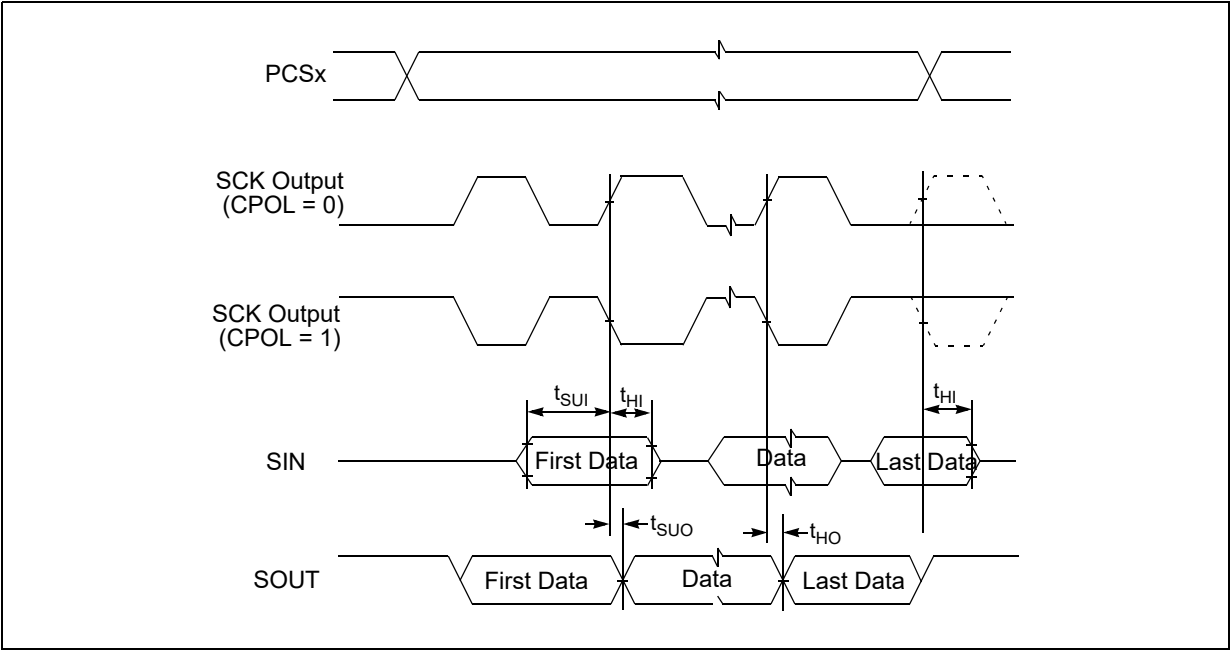 PCSx
SCK Output
(CPOL = 0)
SCK Output
(CPOL = 1)
tSUI
tHI
tHI
SIN
First Data
Data
Last Data
tSUO
tHO
SOUT
First Data
Data
Last Data